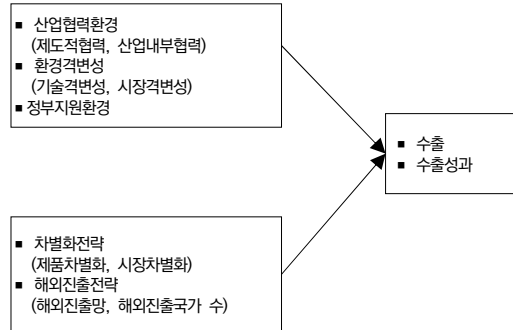 ■ 산업협력환경
(제도적협력, 산업내부협력)
■ 환경격변성
(기술격변성, 시장격변성)
■정부지원환경
■ 수출
■ 수출성과
■ 차별화전략
(제품차별화, 시장차별화)
■ 해외진출전략
(해외진출망, 해외진출국가 수)